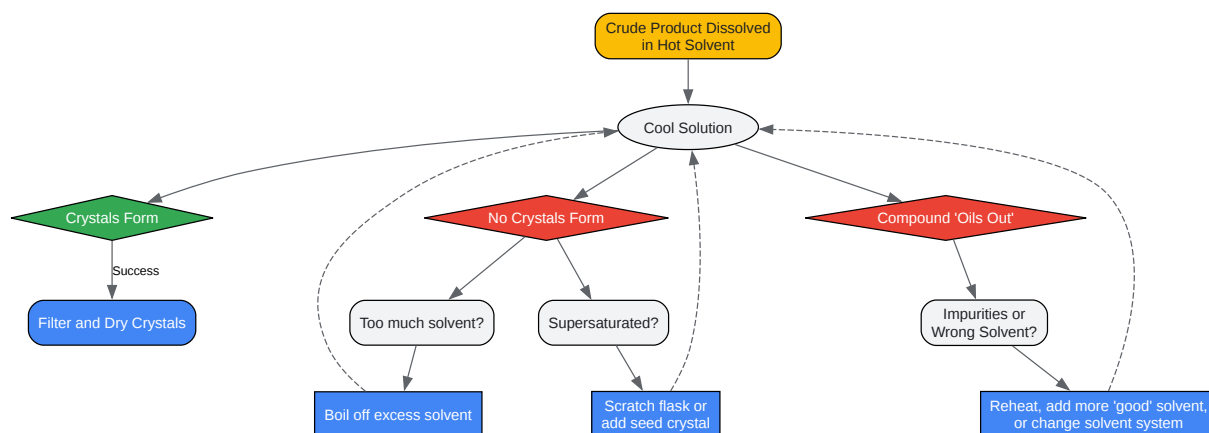 Crude Product Dissolved
in Hot Solvent
Cool Solution
Crystals Form
No Crystals Form
Compound 'Oils Out'
Success
Filter and Dry Crystals
Too much solvent?
Supersaturated?
Impurities or
Wrong Solvent?
Boil off excess solvent
Scratch flask or
add seed crystal
Reheat, add more 'good' solvent,
or change solvent system